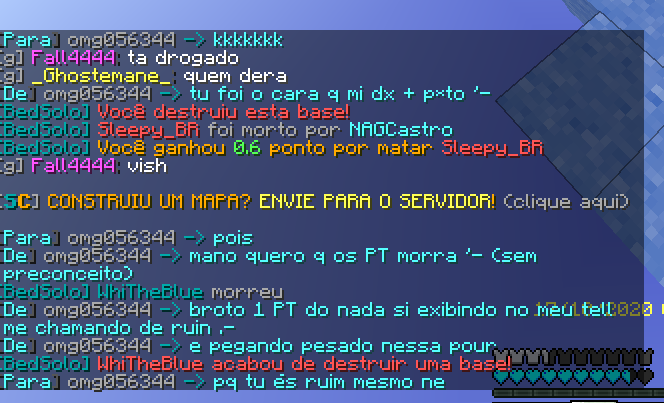 Para] omg056344 -> kkkkkkk
[g] Fall4444: ta drogado
[g] _Ghostemane_: quem dera
De] omg056344 -> tu foi o cara q mi dx + p*to '-
BedSolo] Você destruiu esta base!
BedSolo] Sleepy_BR foi morto por NAGCastro
BedSolo] Você ganhou 0,6 ponto por matar Sleepy_BR
[g] Fall4444: vish
[SC] CONSTRUIU UM MAPA? ENVIE PARA O SERVIDOR! (clique aqui)
Para] omg056344 -> pois
De] omg056344 -> mano quero q os PT morra '- (sem
preconceito)
BedSolo] WhiTheBlue morreu
De] omg056344 -> broto 1 PT do nada si exibindo no meu tell
me chamando de ruin .-
De] omg056344 -> e pegando pesado nessa pour
BedSolo] WhiTheBlue acabou de destruir uma base!
Para] omg056344 -> pq tu és ruim mesmo ne